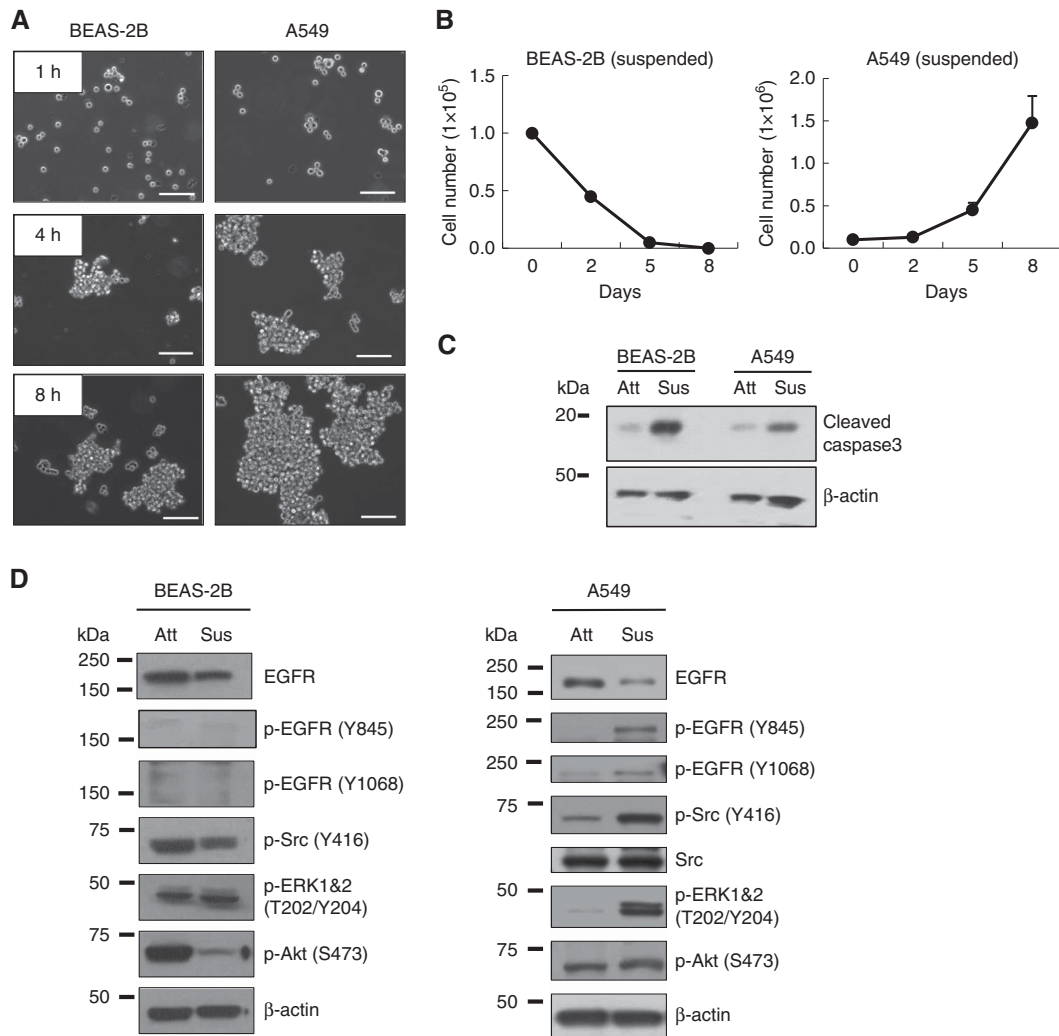 A
BEAS-2B
A549
1 h
4 h
8 h
B
BEAS-2B (suspended)
Cell number (1×10⁵)
1.5
1.0
0.5
0.0
0
2
5
8
Days
A549 (suspended)
Cell number (1×10⁶)
2.0
1.5
1.0
0.5
0.0
0
2
5
8
Days
C
BEAS-2B
A549
kDa
Att
Sus
Att
Sus
20
Cleaved
caspase3
50
β-actin
D
BEAS-2B
kDa
Att
Sus
250
150
EGFR
150
p-EGFR (Y845)
150
p-EGFR (Y1068)
75
p-Src (Y416)
50
p-ERK1&2
(T202/Y204)
75
p-Akt (S473)
50
β-actin
A549
kDa
Att
Sus
250
150
EGFR
250
p-EGFR (Y845)
250
p-EGFR (Y1068)
75
p-Src (Y416)
Src
50
p-ERK1&2
(T202/Y204)
75
p-Akt (S473)
50
β-actin